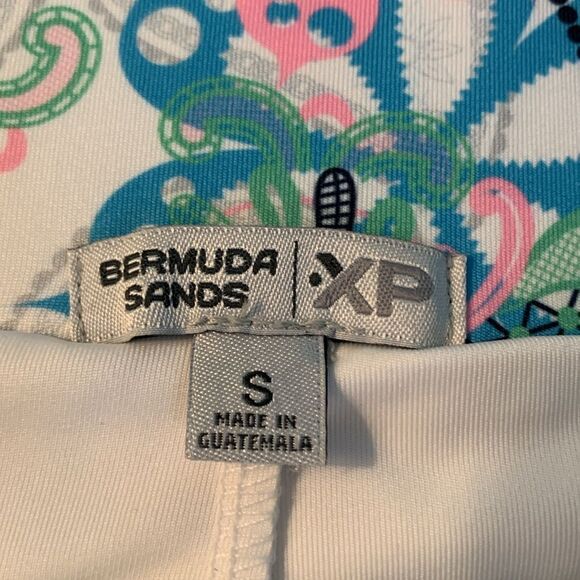 BERMUDA
SANDS
XP
S
MADE IN
GUATEMALA